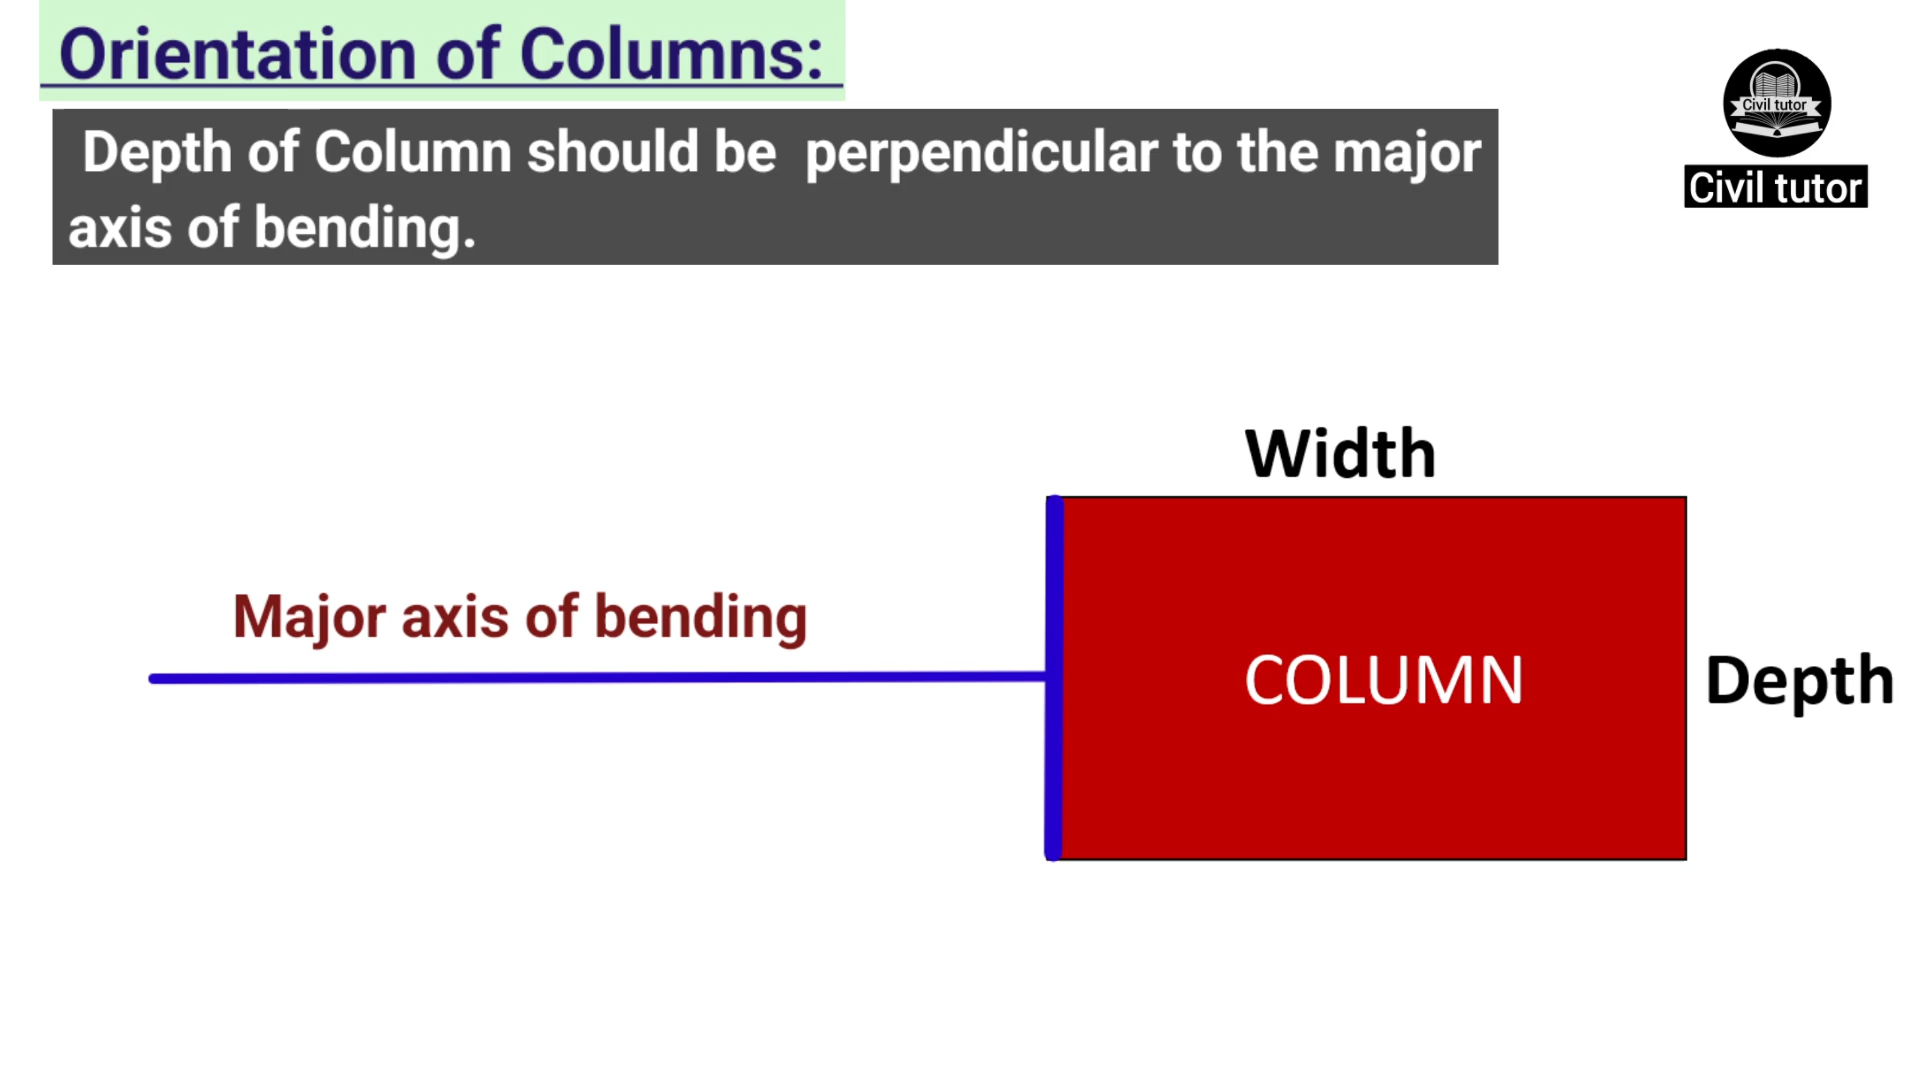 Orientation of Columns:
Depth of Column should be perpendicular to the major
axis of bending.
Civil tutor
Civil tutor
Width
Major axis of bending
COLUMN
Depth